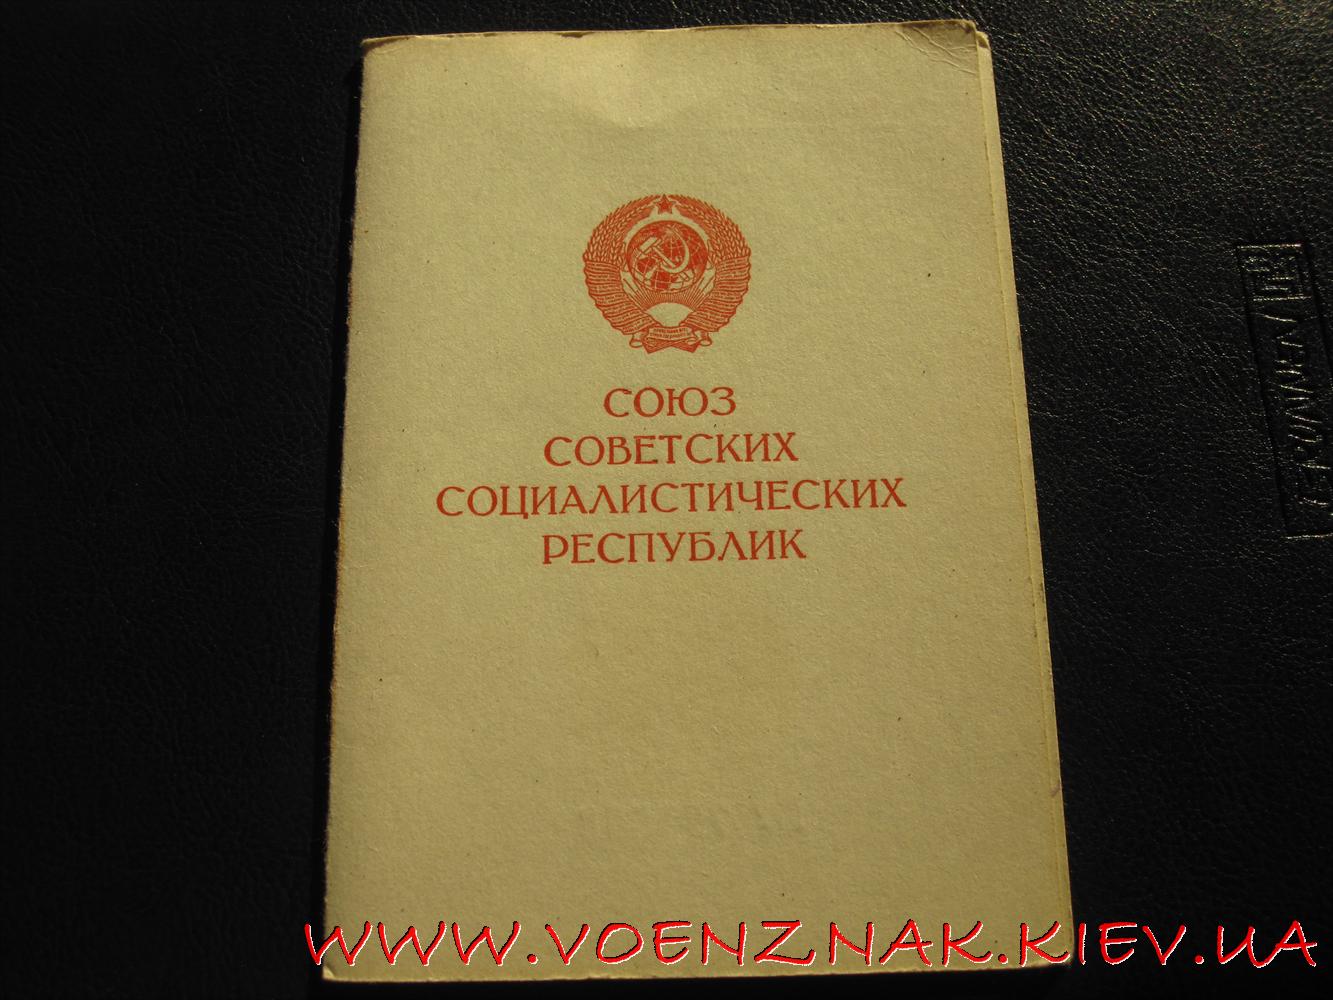 СОЮЗ
СОВЕТСКИХ
СОЦИАЛИСТИЧЕСКИХ
РЕСПУБЛИК
WWW.VOENZNAK.KIEV.UA